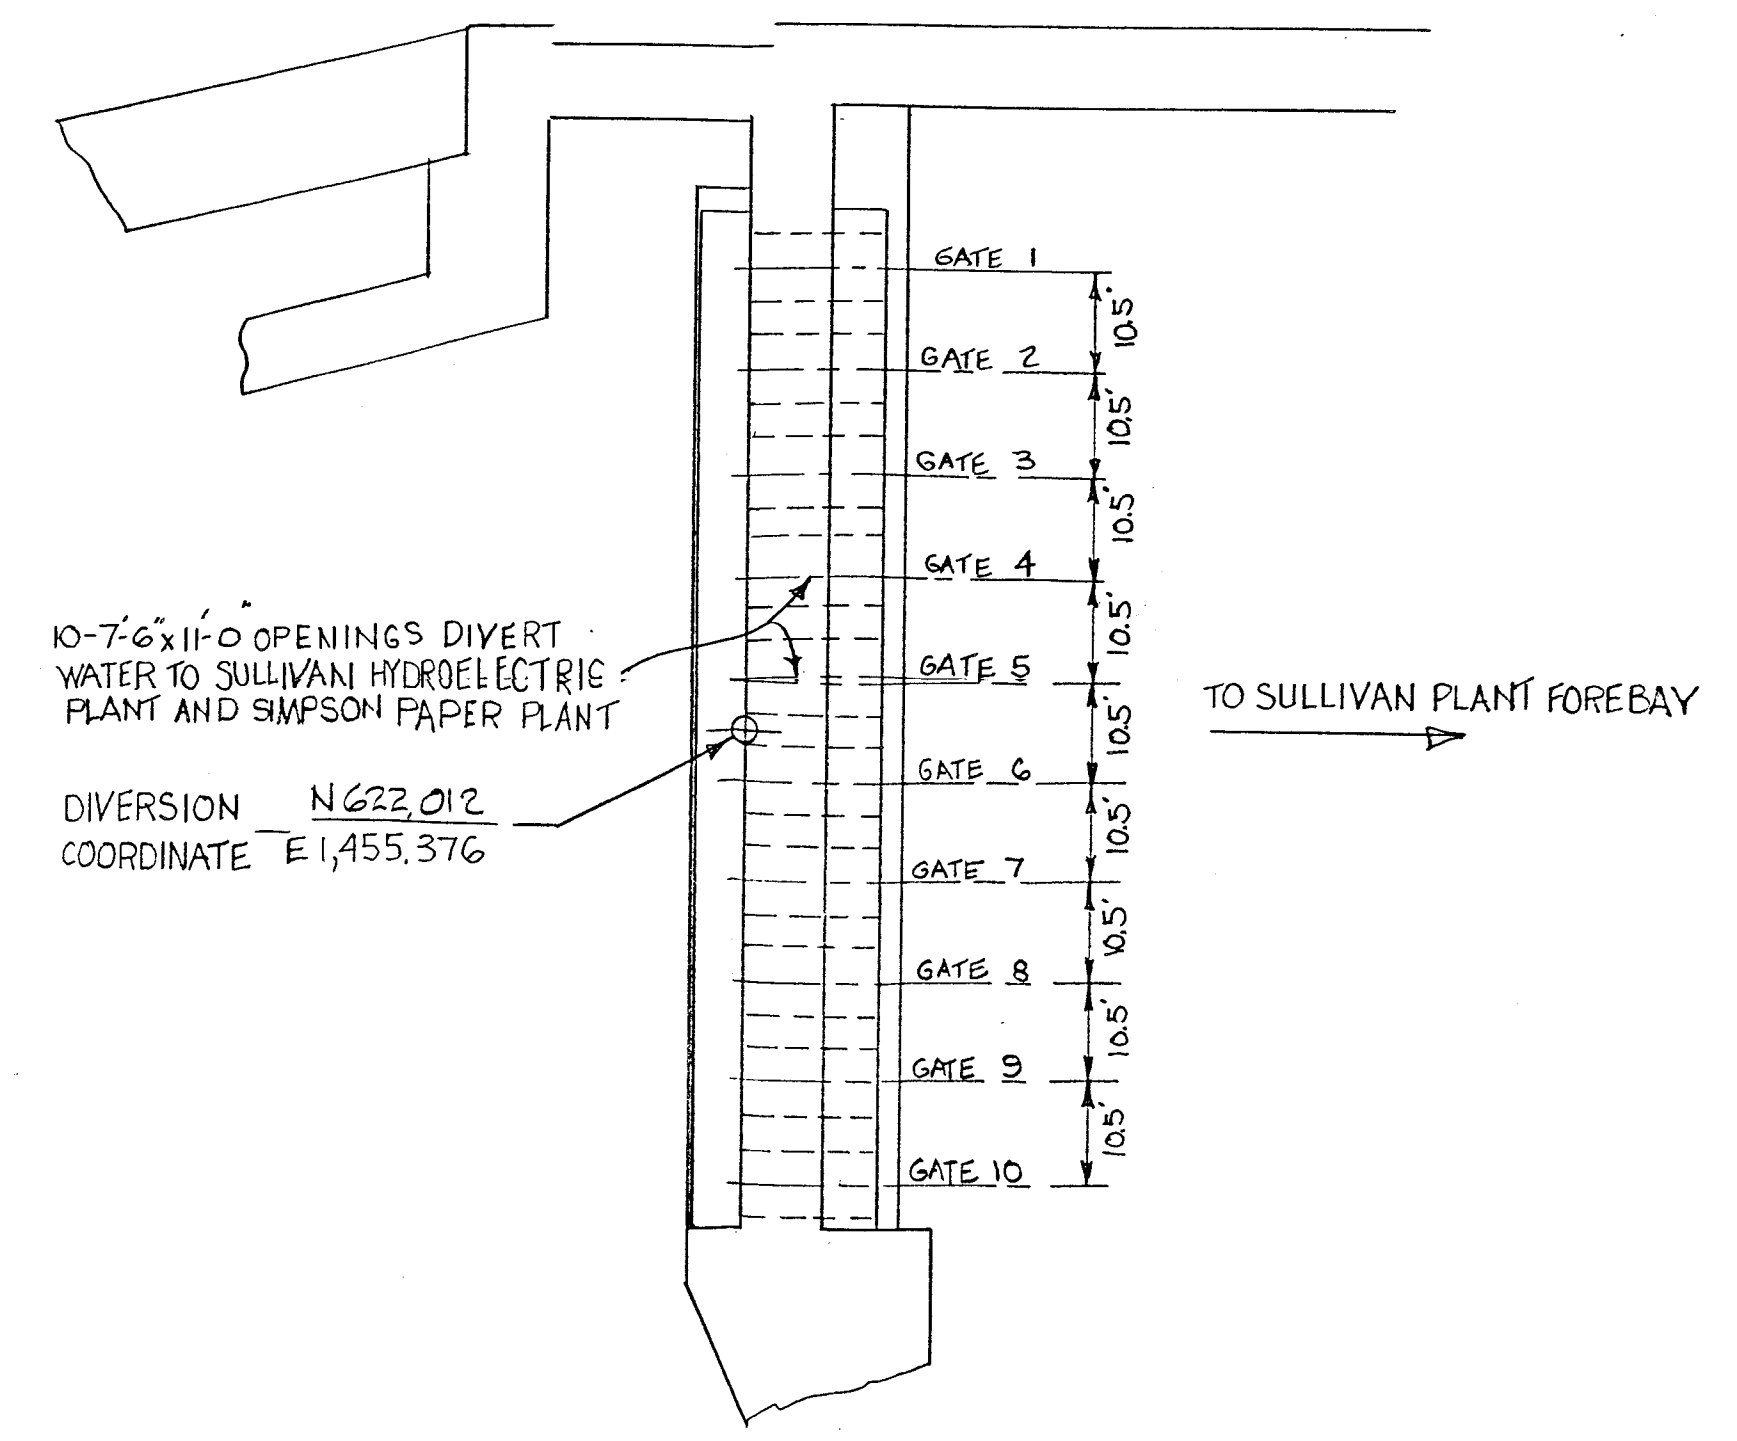 GATE 1
10.5'
GATE 2
10.5'
GATE 3
10.5'
GATE 4
10.5'
GATE 5
10.5'
GATE 6
10.5'
GATE 7
10.5'
GATE 8
10.5'
GATE 9
10.5'
GATE 10
10-7'-6"x11'-0" OPENINGS DIVERT
WATER TO SULLIVAN HYDROELECTRIC
PLANT AND SIMPSON PAPER PLANT
DIVERSION N622,012
COORDINATE E1,455.376
TO SULLIVAN PLANT FOREBAY